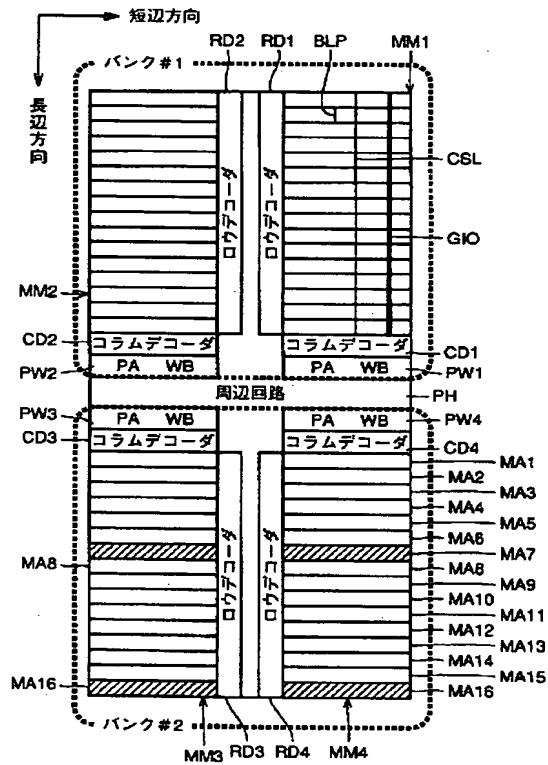 短辺方向
長辺方向
RD2 RD1 BLP MM1
バンク#1
CSL
ロウデコーダ ロウデコーダ
GIO
MM2
CD2 コラムデコーダ コラムデコーダ CD1
PW2 PA WB PA WB PW1
周辺回路 PH
PW3 PA WB PA WB PW4
CD3 コラムデコーダ コラムデコーダ CD4
MA1
MA2
MA3
MA4
MA5
MA6
MA7
MA8 MA8
ロウデコーダ ロウデコーダ
MA9
MA10
MA11
MA12
MA13
MA14
MA15
MA16 MA16
バンク#2
MM3 RD3 RD4 MM4